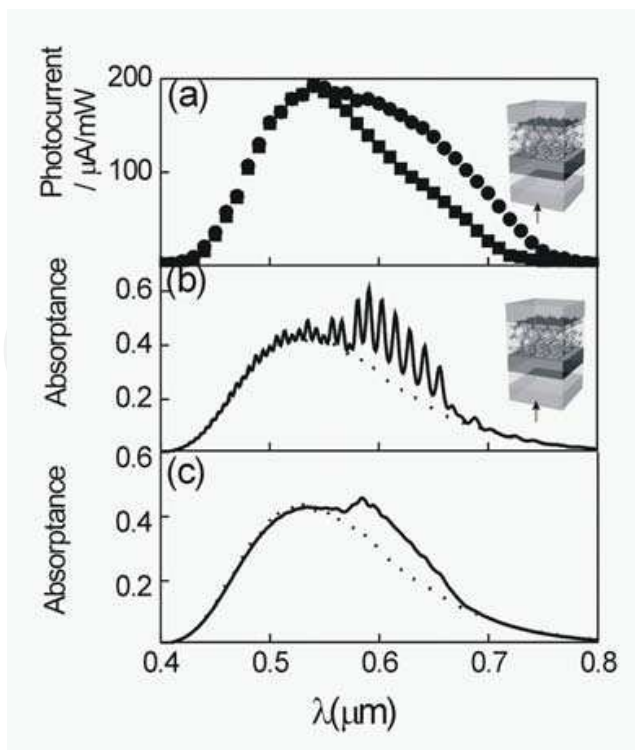 Photocurrent
/ μA/mW
200
100
(a)
Absorptance
0.6
0.4
0.2
(b)
Absorptance
0.6
0.4
0.2
(c)
0.4 0.5 0.6 0.7 0.8
λ(μm)